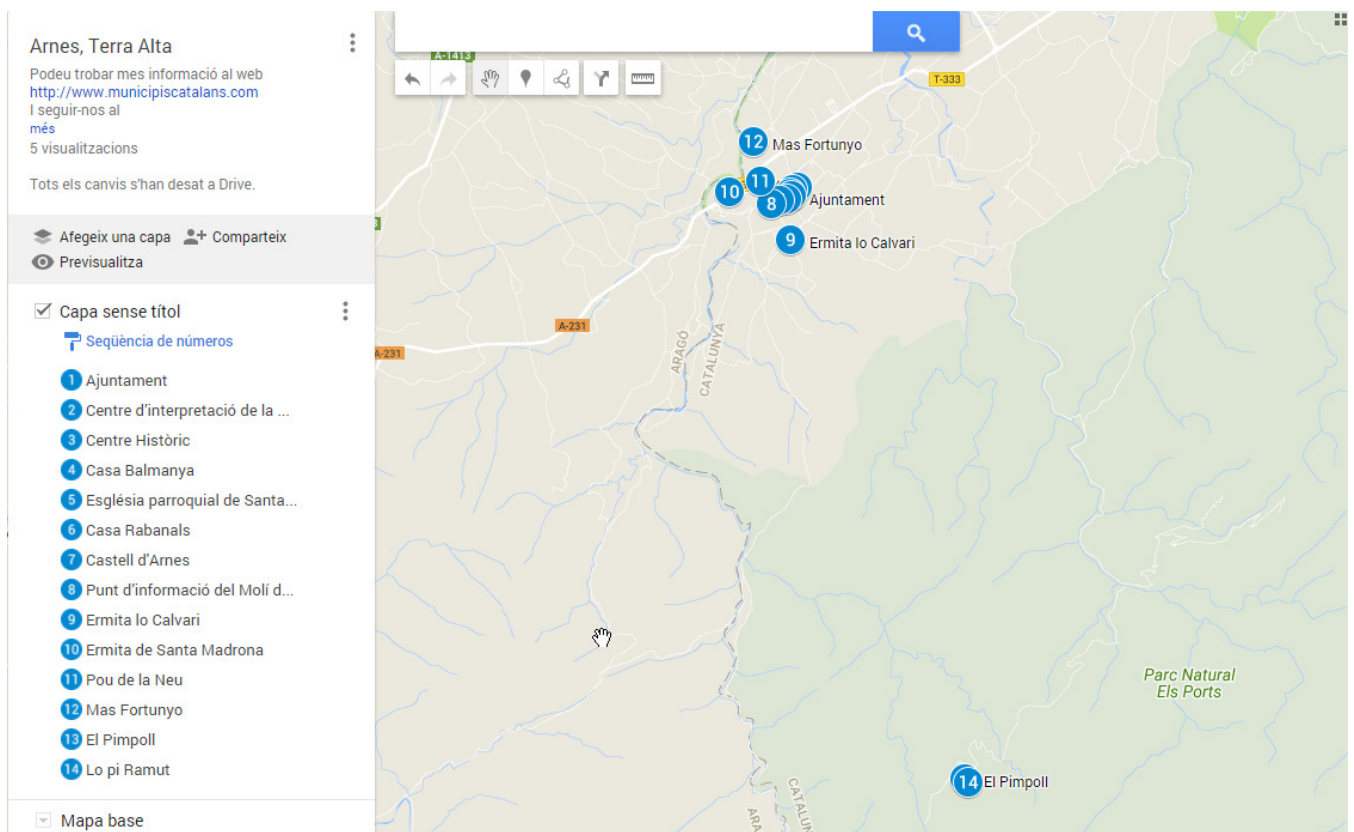 Arnes, Terra Alta
Podeu trobar mes informació al web
http://www.municipiscatalans.com
I seguir-nos al
més
5 visualitzacions
Tots els canvis s'han desat a Drive.
Afegeix una capa
Comparteix
Previsualitza
Capa sense títol
Seqüència de números
1 Ajuntament
2 Centre d'interpretació de la ...
3 Centre Històric
4 Casa Balmanya
5 Església parroquial de Santa...
6 Casa Rabanals
7 Castell d'Arnes
8 Punt d'informació del Molí d...
9 Ermita lo Calvari
10 Ermita de Santa Madrona
11 Pou de la Neu
12 Mas Fortunyo
13 El Pimpoll
14 Lo pi Ramut
Mapa base
A-1413
T-333
12 Mas Fortunyo
11
10
8 Ajuntament
9 Ermita lo Calvari
A-231
A-231
ARAGÓ
CATALUNYA
Parc Natural
Els Ports
14 El Pimpoll